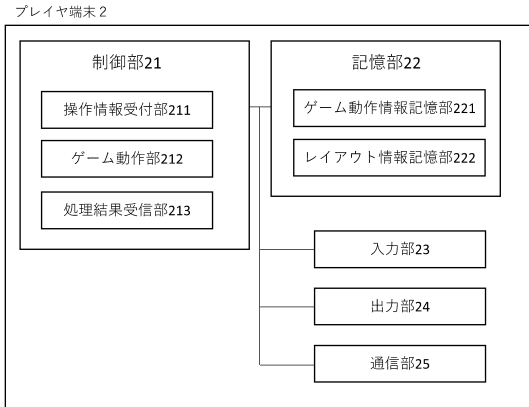 プレイヤ端末2
制御部21
操作情報受付部211
ゲーム動作部212
処理結果受信部213
記憶部22
ゲーム動作情報記憶部221
レイアウト情報記憶部222
入力部23
出力部24
通信部25